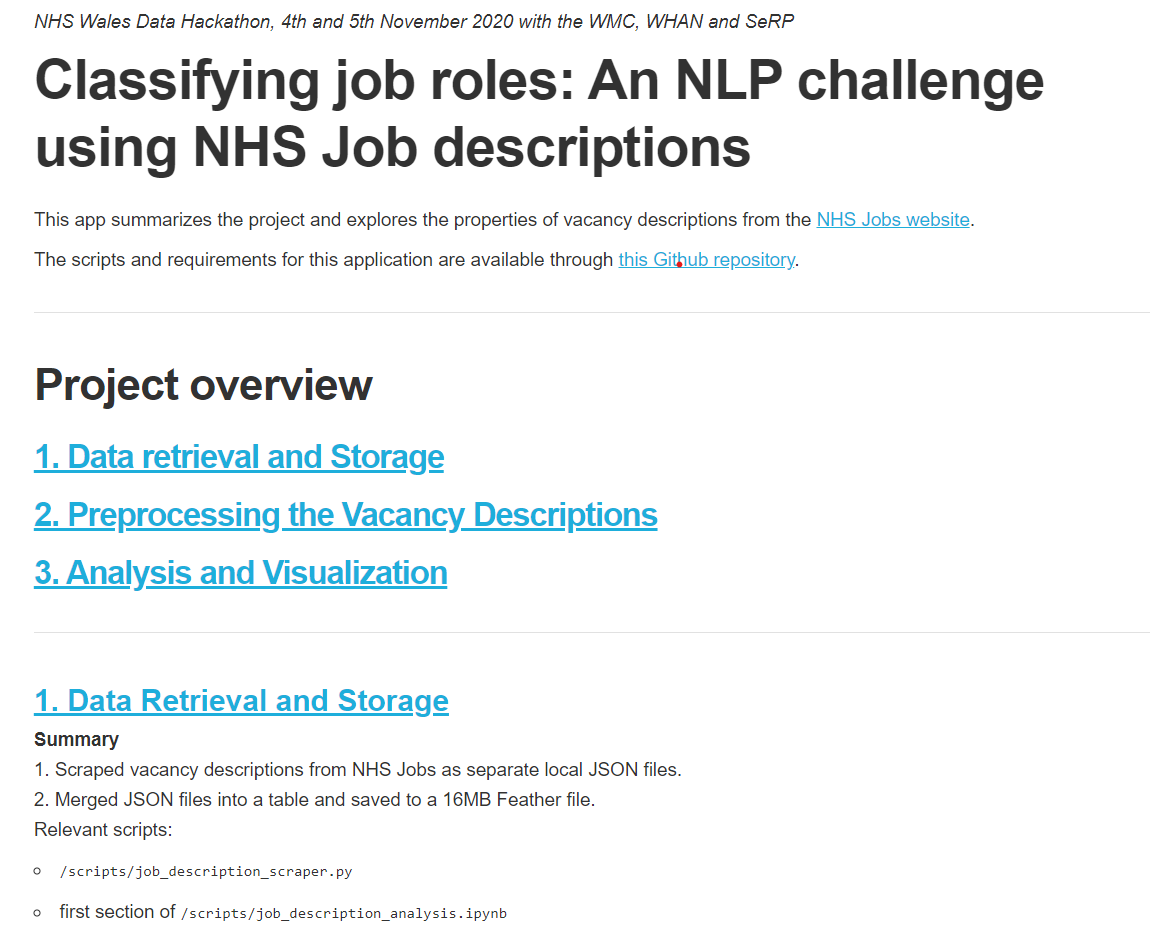 NHS Wales Data Hackathon, 4th and 5th November 2020 with the WMC, WHAN and SeRP
Classifying job roles: An NLP challenge
using NHS Job descriptions
This app summarizes the project and explores the properties of vacancy descriptions from the NHS Jobs website.
The scripts and requirements for this application are available through this Github repository.
Project overview
1. Data retrieval and Storage
2. Preprocessing the Vacancy Descriptions
3. Analysis and Visualization
1. Data Retrieval and Storage
Summary
1. Scraped vacancy descriptions from NHS Jobs as separate local JSON files.
2. Merged JSON files into a table and saved to a 16MB Feather file.
Relevant scripts:
/scripts/job_description_scraper.py
first section of /scripts/job_description_analysis.ipynb